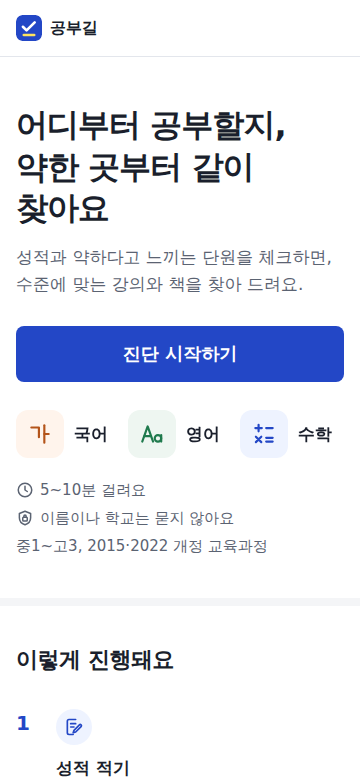 공부길
어디부터 공부할지,
약한 곳부터 같이
찾아요
성적과 약하다고 느끼는 단원을 체크하면,
수준에 맞는 강의와 책을 찾아 드려요.
진단 시작하기
가 국어 Aa 영어 수학
5~10분 걸려요
이름이나 학교는 묻지 않아요
중1~고3, 2015·2022 개정 교육과정
이렇게 진행돼요
1
성적 적기